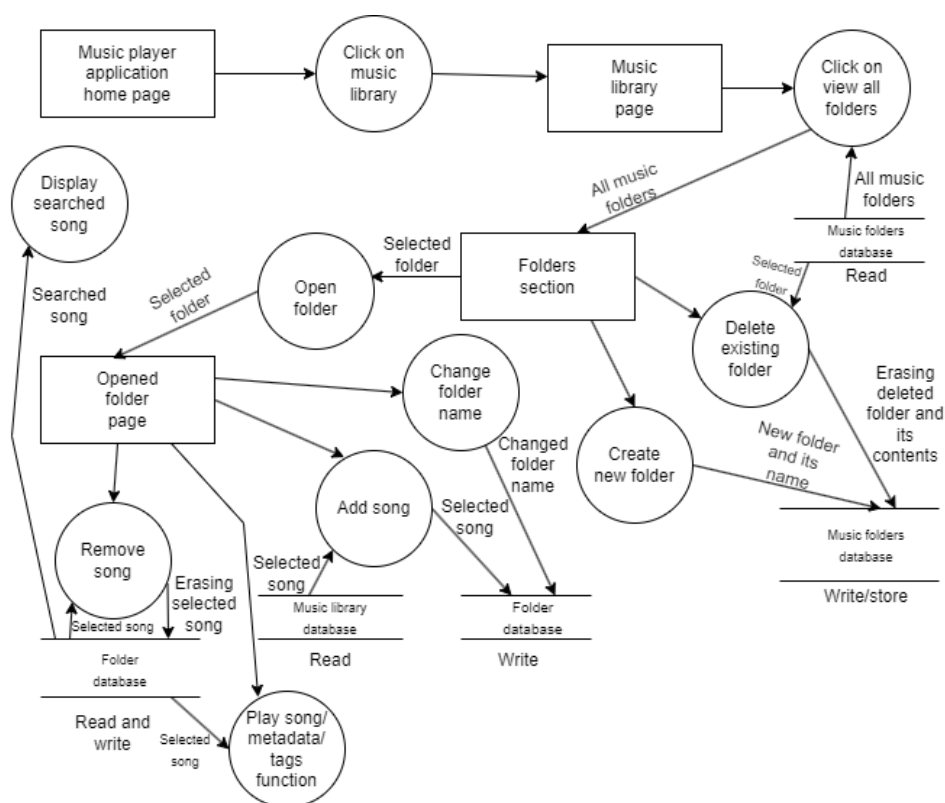 Music player
application
home page
Click on
music
library
Music
library
page
Click on
view all
folders
Display
searched
song
All music
folders
All music
folders
Music folders
database
Read
Selected
folder
Folders
section
Selected
folder
Open
folder
Selected
folder
Searched
song
Delete
existing
folder
Opened
folder
page
Change
folder
name
Erasing
deleted
folder and
its
contents
New folder
and its
name
Create
new folder
Changed
folder
name
Add song
Selected
song
Remove
song
Erasing
selected
song
Selected
song
Music folders
database
Write/store
Selected song
Music library
database
Read
Folder
database
Write
Folder
database
Read and
write
Selected
song
Play song/
metadata/
tags
function